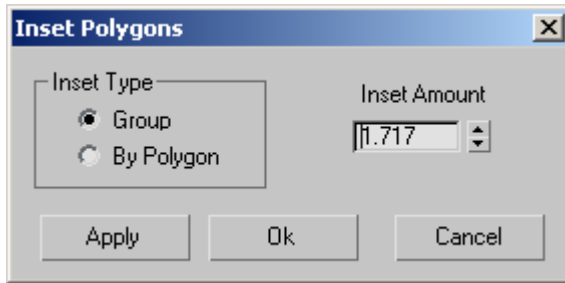 Inset Polygons
Inset Type
Group
By Polygon
Inset Amount
1.717
Apply
Ok
Cancel